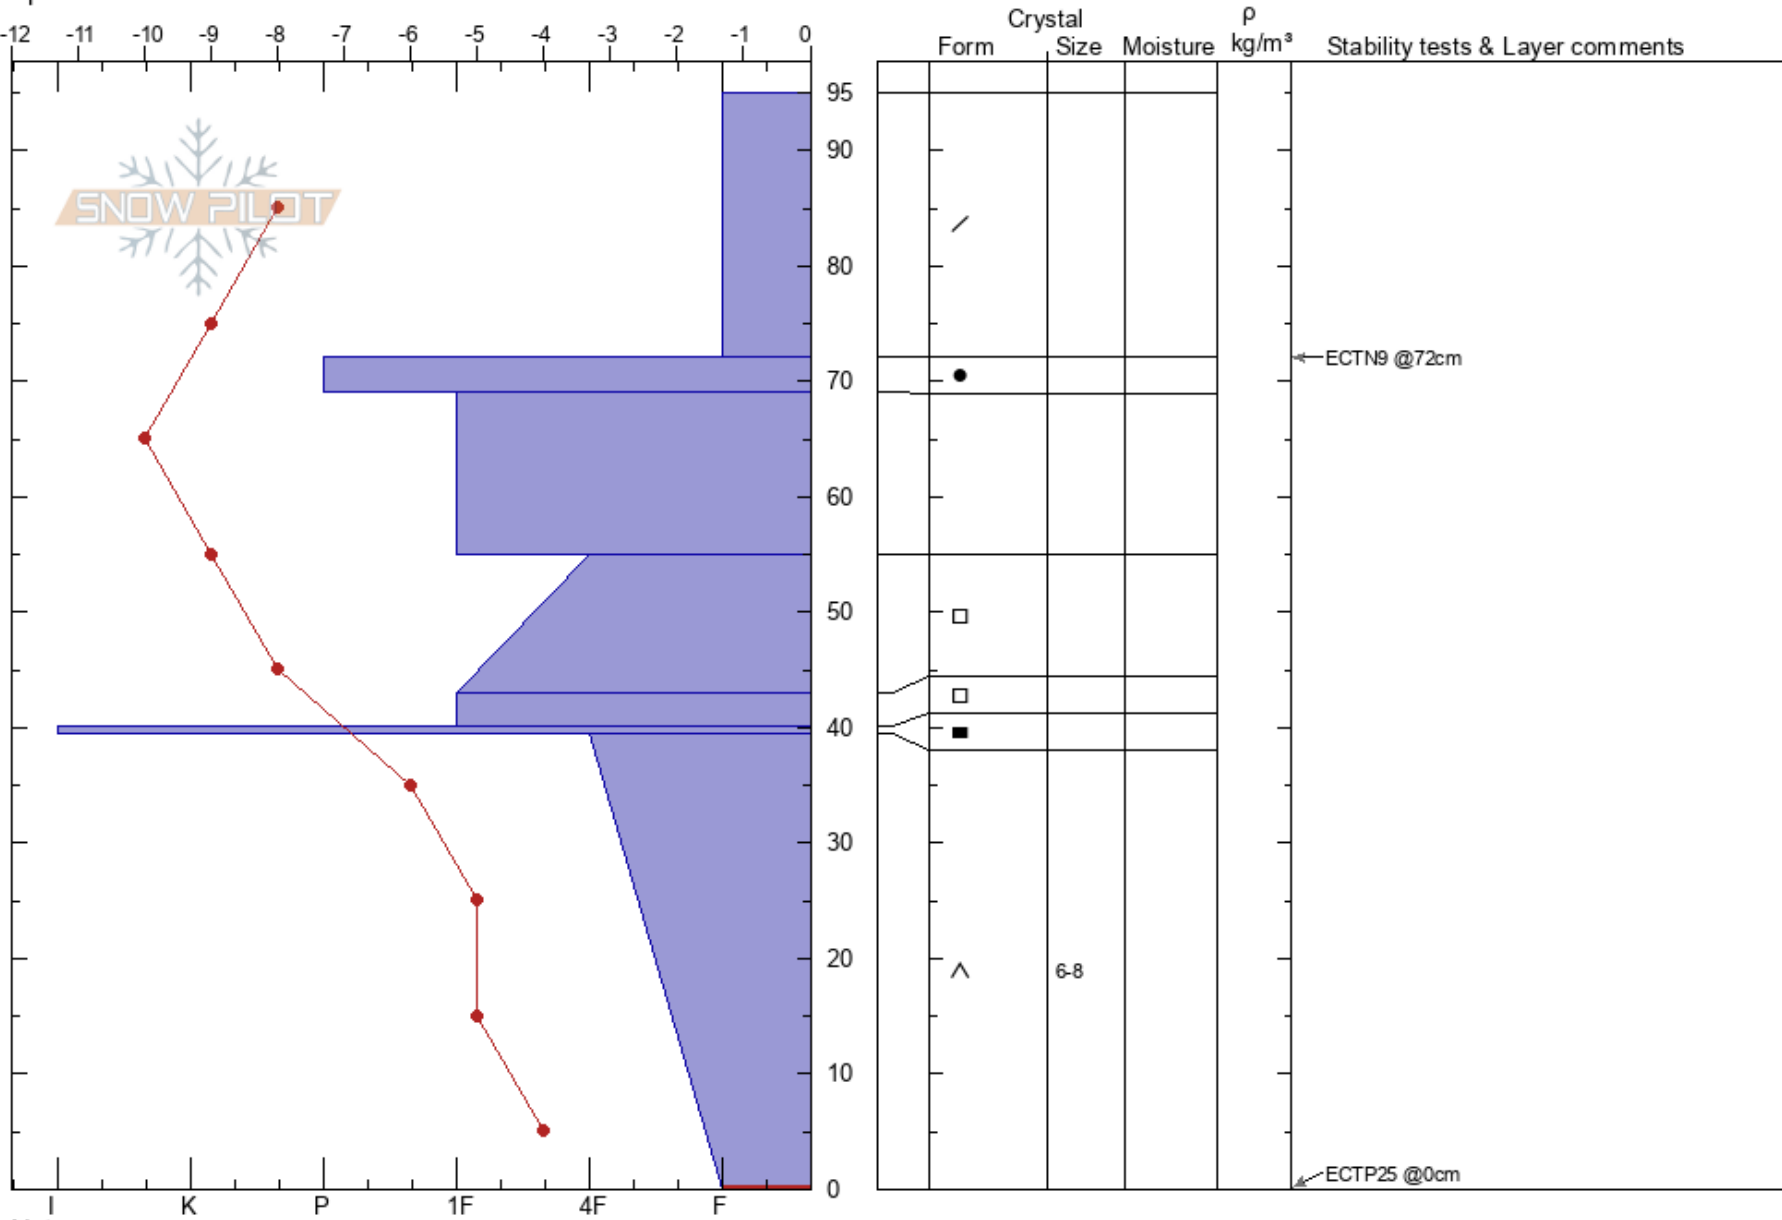 Crystal ρ
-12 -11 -10 -9 -8 -7 -6 -5 -4 -3 -2 -1 0 Form Size Moisture kg/m³ Stability tests & Layer comments
95
90
SNOW PILOT
80
ECTN9 @72cm
70
60
50
40
30
20
6-8
10
ECTP25 @0cm
0
I K P 1F 4F F